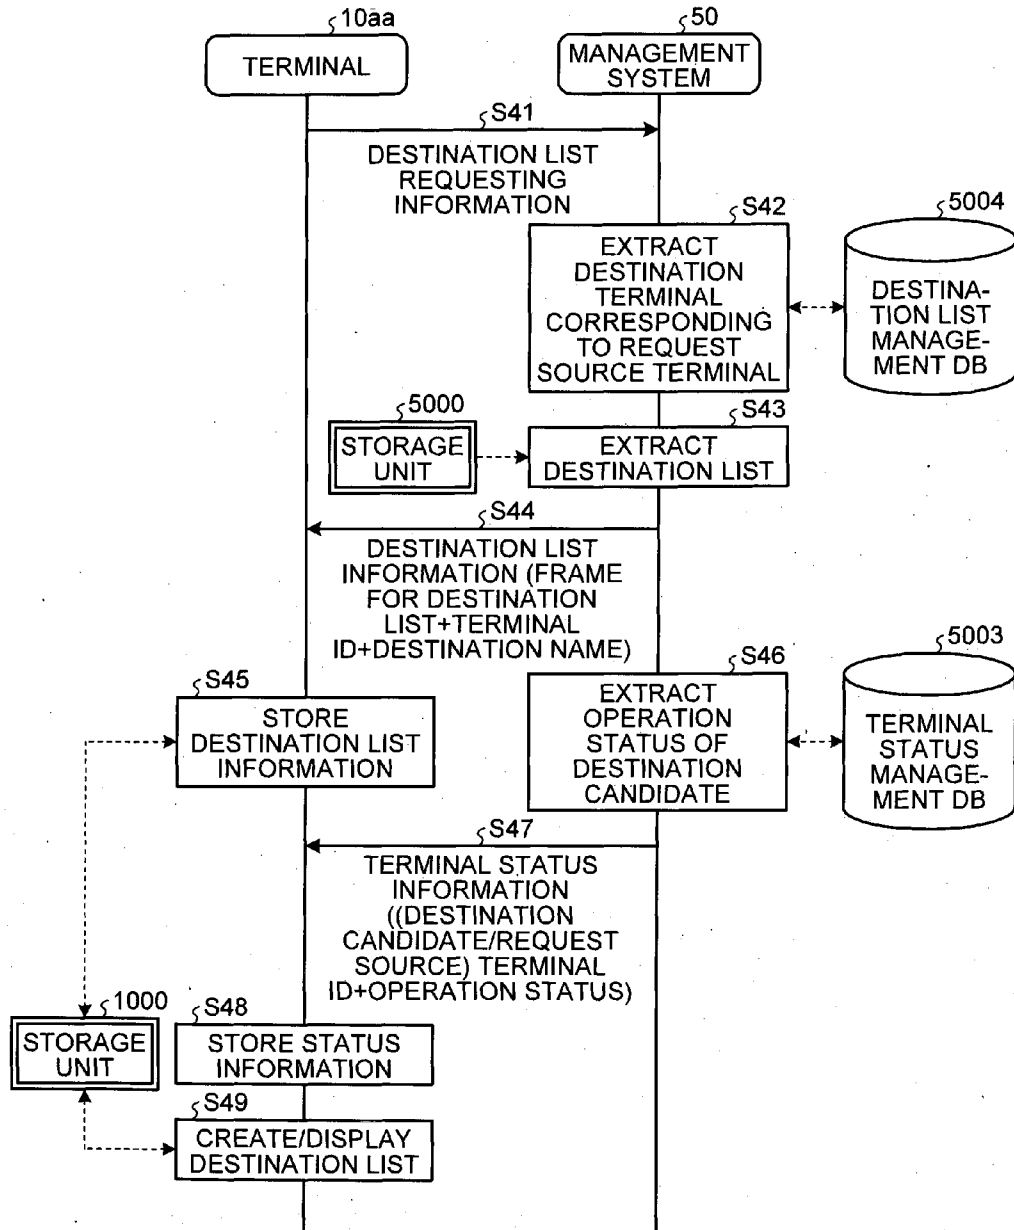 10aa
50
TERMINAL
MANAGEMENT
SYSTEM
S41
DESTINATION LIST
REQUESTING
INFORMATION
S42
5004
EXTRACT
DESTINATION
TERMINAL
CORRESPONDING
TO REQUEST
SOURCE TERMINAL
DESTINA-
TION LIST
MANAGE-
MENT DB
5000
S43
STORAGE
UNIT
EXTRACT
DESTINATION LIST
S44
DESTINATION LIST
INFORMATION (FRAME
FOR DESTINATION
LIST+TERMINAL
ID+DESTINATION NAME)
S45
S46
5003
STORE
DESTINATION LIST
INFORMATION
EXTRACT
OPERATION
STATUS OF
DESTINATION
CANDIDATE
TERMINAL
STATUS
MANAGE-
MENT DB
S47
TERMINAL STATUS
INFORMATION
((DESTINATION
CANDIDATE/REQUEST
SOURCE) TERMINAL
ID+OPERATION STATUS)
1000
S48
STORAGE
UNIT
STORE STATUS
INFORMATION
S49
CREATE/DISPLAY
DESTINATION LIST